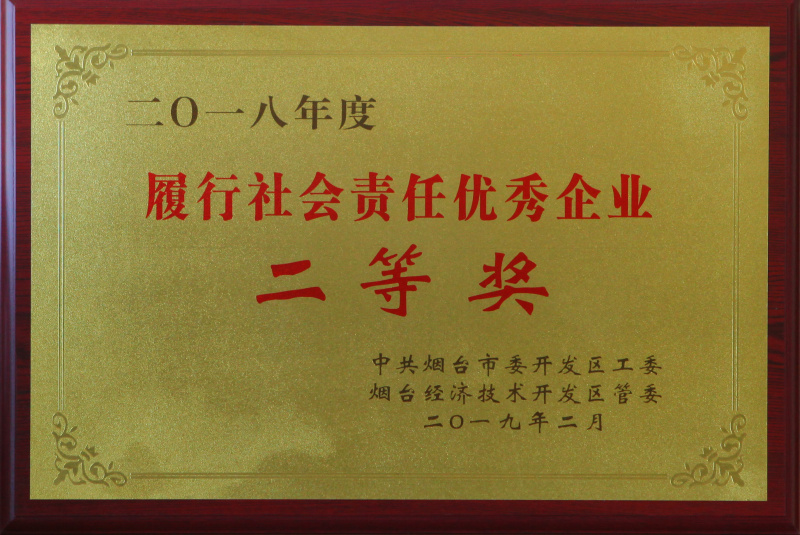 二〇一八年度
履行社会责任优秀企业
二等奖
中共烟台市委开发区工委
烟台经济技术开发区管委
二〇一九年二月